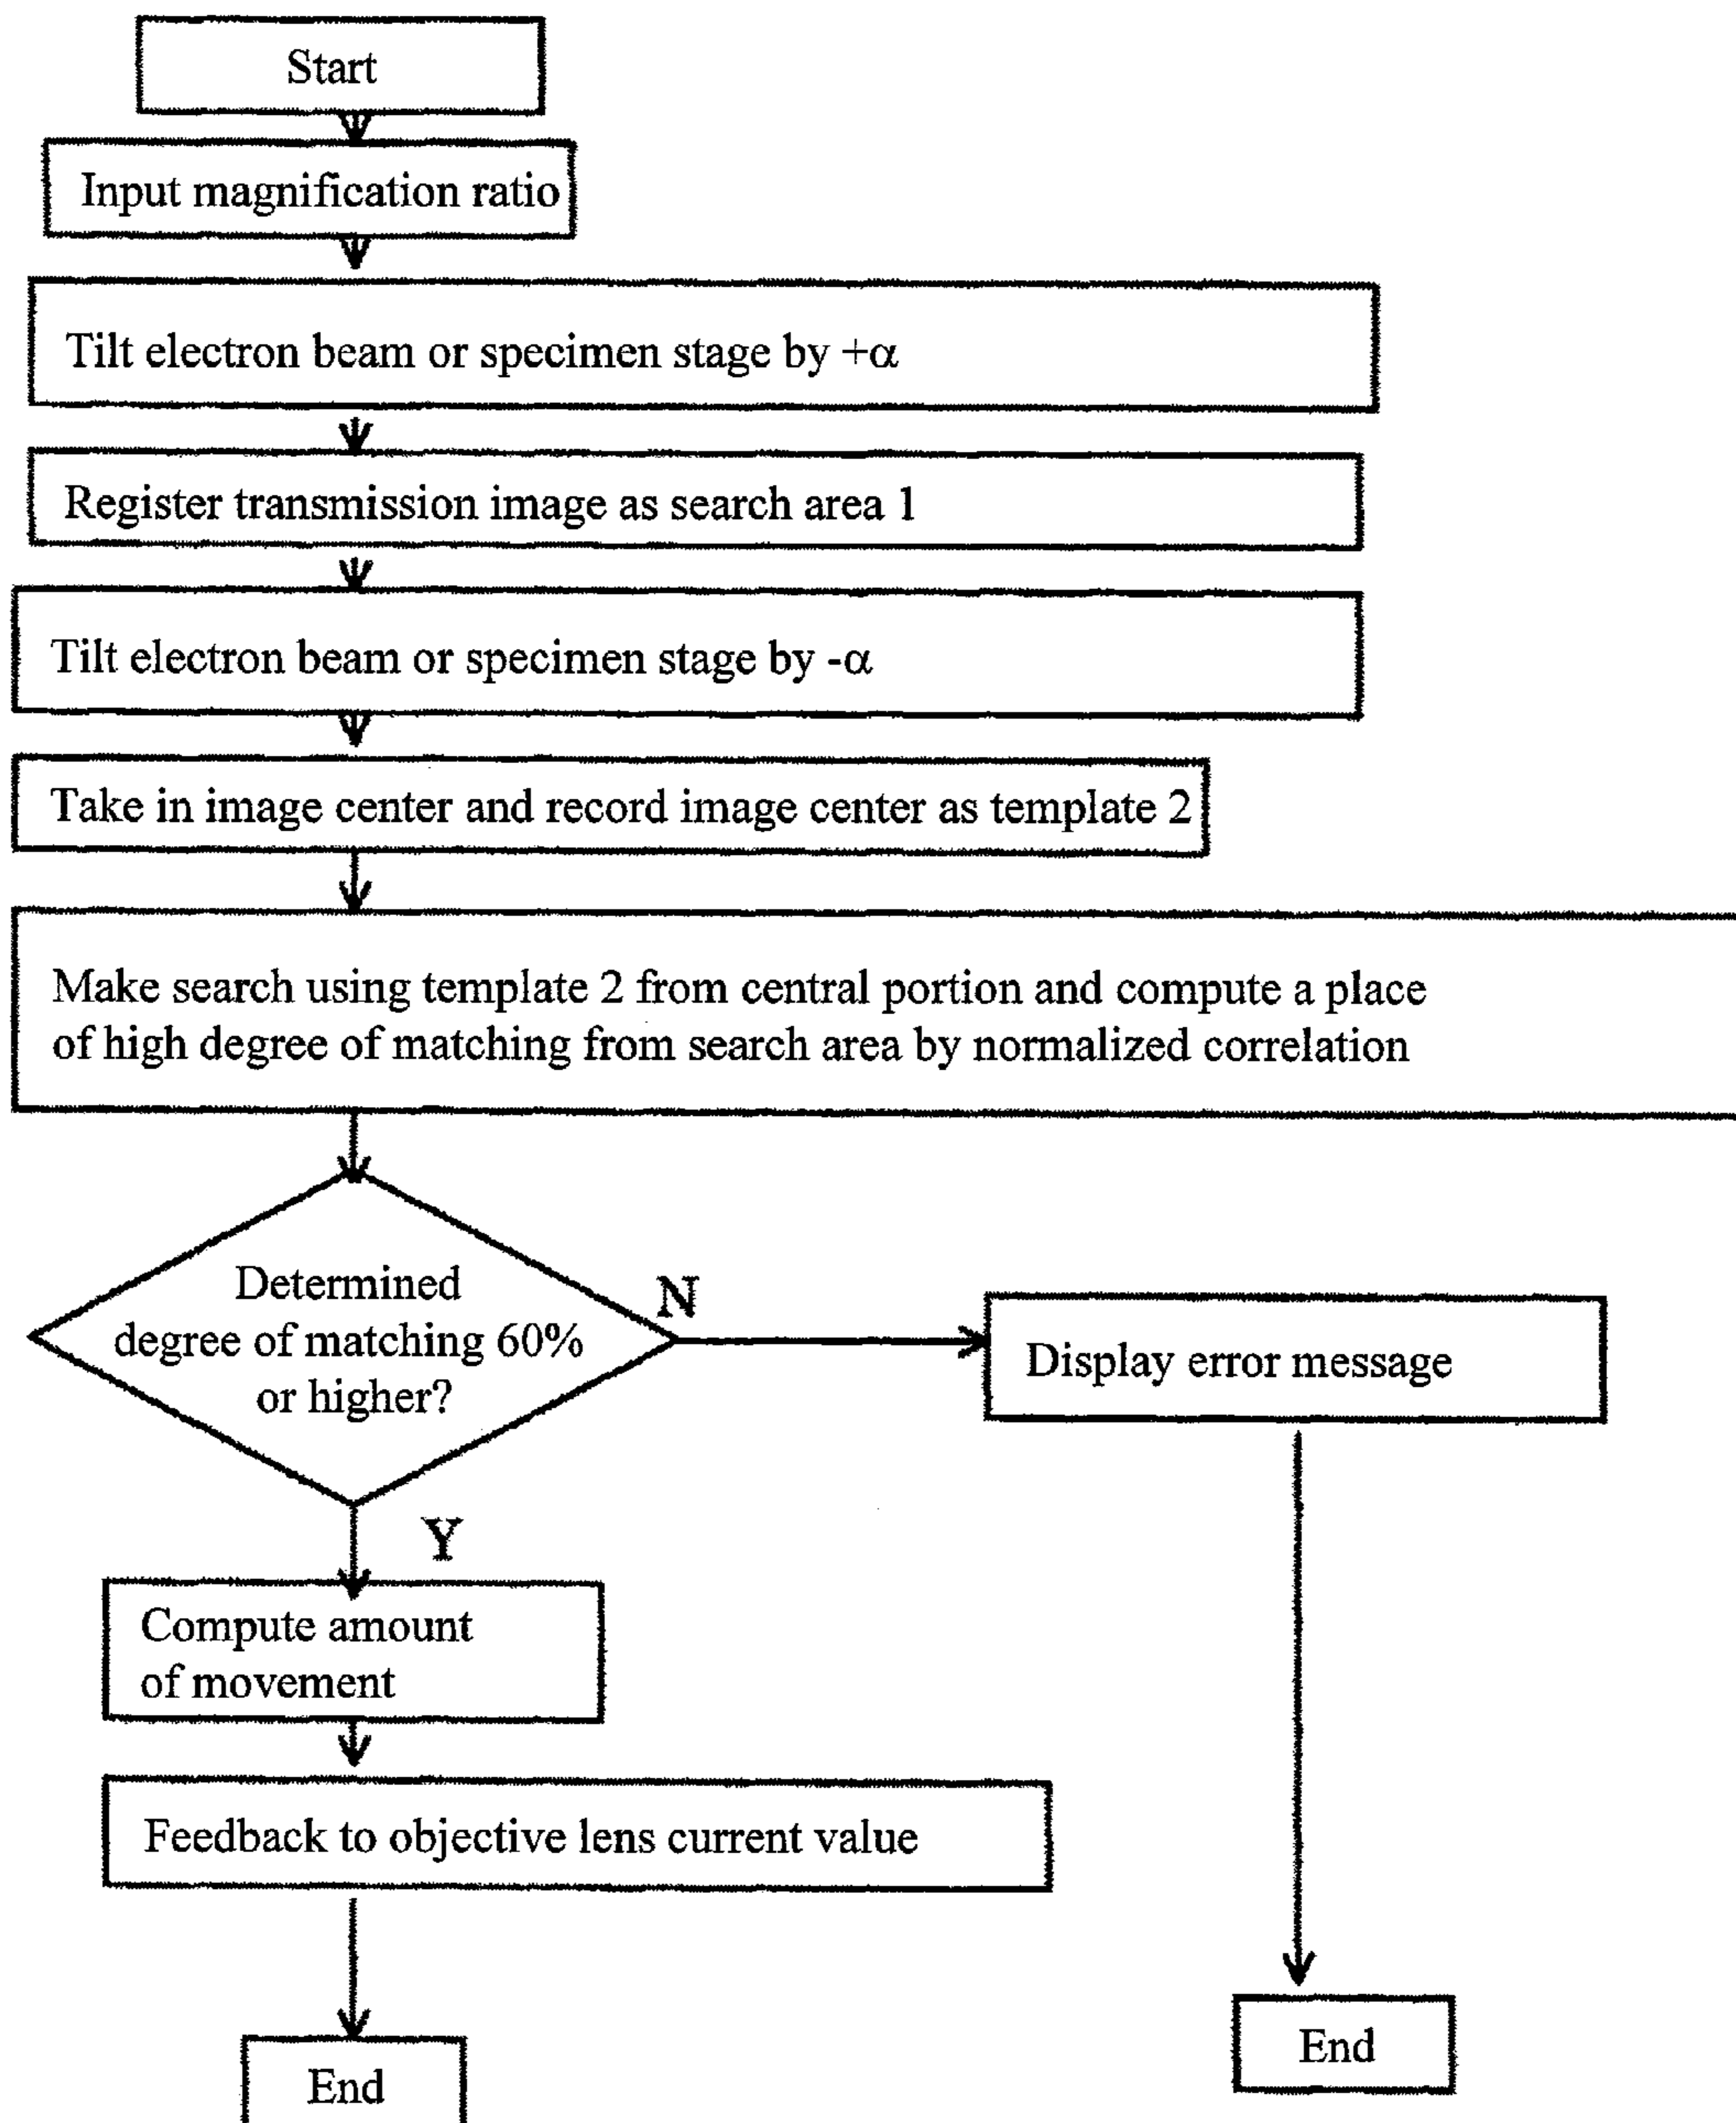 Start
Input magnification ratio
Tilt electron beam or specimen stage by +α
Register transmission image as search area 1
Tilt electron beam or specimen stage by -α
Take in image center and record image center as template 2
Make search using template 2 from central portion and compute a place
of high degree of matching from search area by normalized correlation
Determined
degree of matching 60%
or higher?
N
Display error message
Y
Compute amount
of movement
Feedback to objective lens current value
End
End